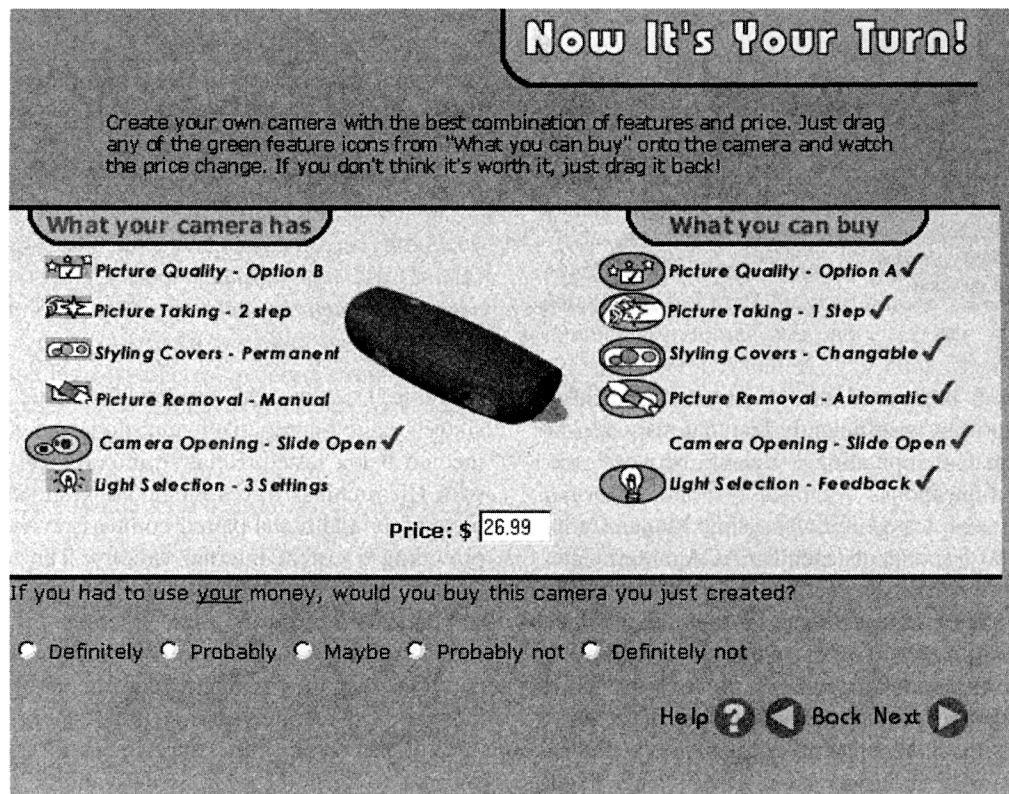 Now It's Your Turn!
Create your own camera with the best combination of features and price. Just drag
any of the green feature icons from "What you can buy" onto the camera and watch
the price change. If you don't think it's worth it, just drag it back!
What your camera has
What you can buy
Picture Quality - Option B
Picture Quality - Option A
Picture Taking - 2 step
Picture Taking - 1 Step
Styling Covers - Permanent
Styling Covers - Changable
Picture Removal - Manual
Picture Removal - Automatic
Camera Opening - Slide Open
Camera Opening - Slide Open
Light Selection - 3 Settings
Light Selection - Feedback
Price: $ 26.99
If you had to use your money, would you buy this camera you just created?
Definitely Probably Maybe Probably not Definitely not
Help ? Back Next